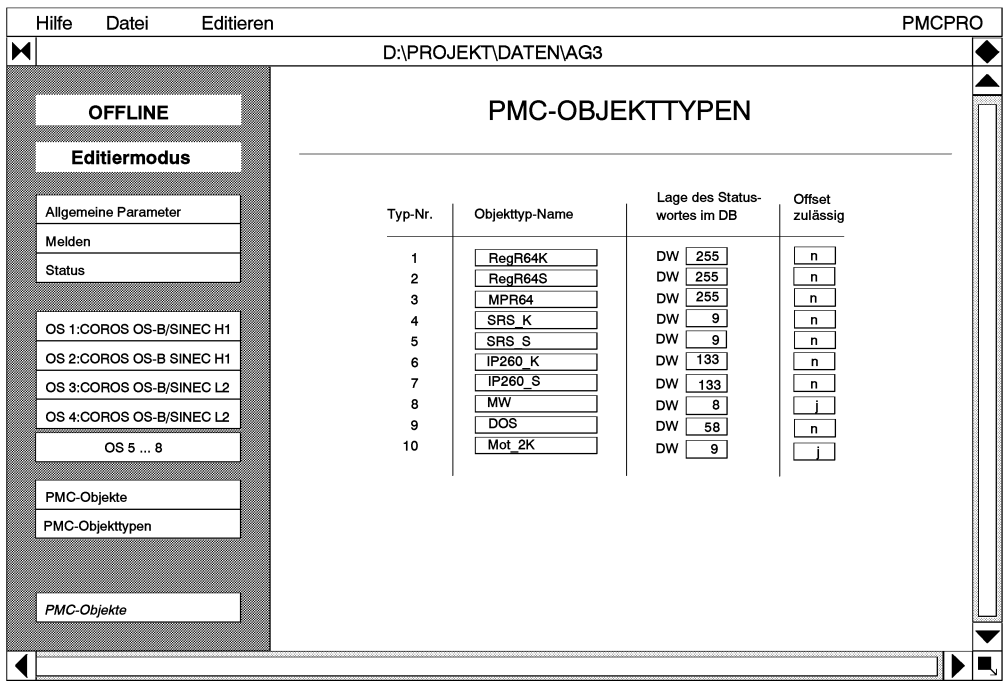 Hilfe Datei Editieren PMCPRO
D:\PROJEKT\DATEN\AG3
OFFLINE
Editiermodus
Allgemeine Parameter
Melden
Status
OS 1:COROS OS-B/SINEC H1
OS 2:COROS OS-B SINEC H1
OS 3:COROS OS-B/SINEC L2
OS 4:COROS OS-B/SINEC L2
OS 5 ... 8
PMC-Objekte
PMC-Objekttypen
PMC-Objekte
PMC-OBJEKTTYPEN
Typ-Nr. Objekttyp-Name Lage des Status-
wortes im DB Offset
zulässig
1 RegR64K DW 255 n
2 RegR64S DW 255 n
3 MPR64 DW 255 n
4 SRS_K DW 9 n
5 SRS_S DW 9 n
6 IP260_K DW 133 n
7 IP260_S DW 133 n
8 MW DW 8 j
9 DOS DW 58 n
10 Mot_2K DW 9 j